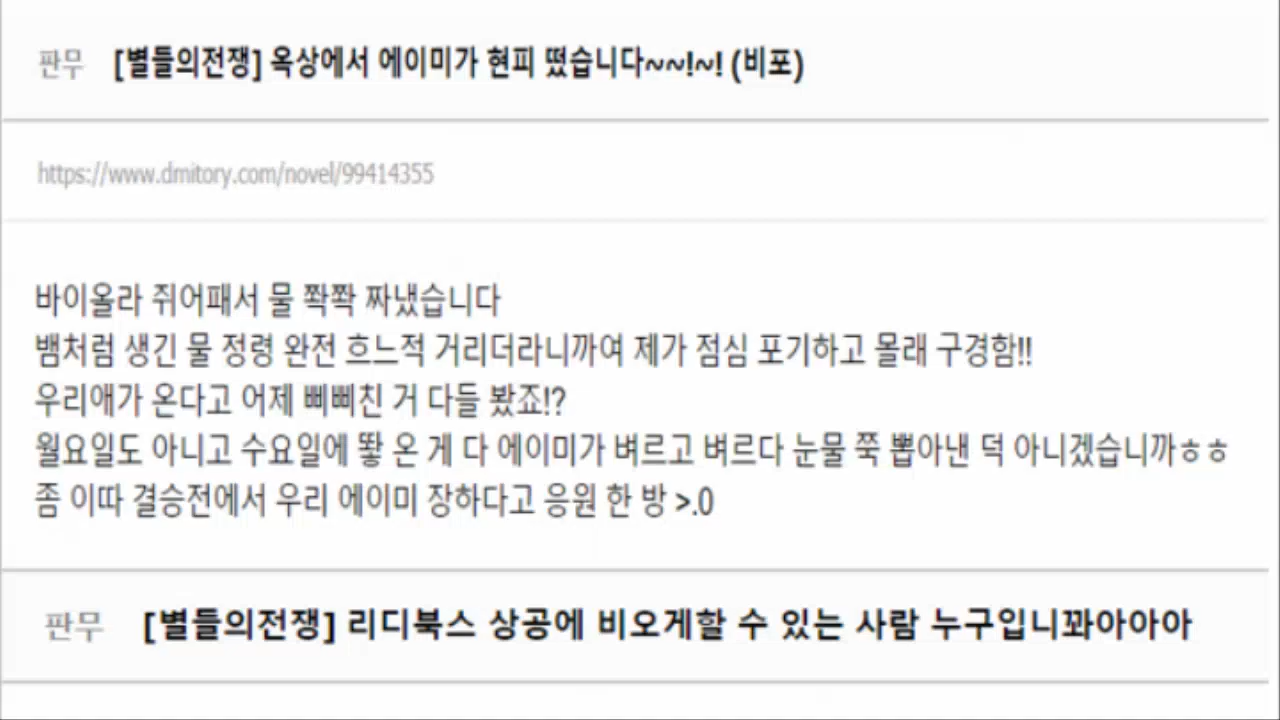 판무 [별들의전쟁] 옥상에서 에이미가 현피 떴습니다~~!~! (비포)
https://www.dmitory.com/novel/99414355
바이올라 쥐어패서 물 쫙쫙 짜냈습니다
뱀처럼 생긴 물 정령 완전 흐느적 거리더라니까여 제가 점심 포기하고 몰래 구경함!!
우리애가 온다고 어제 삐삐친 거 다들 봤죠!?
월요일도 아니고 수요일에 똻 온 게 다 에이미가 벼르고 벼르다 눈물 쭉 뽑아낸 덕 아니겠습니까ㅎㅎ
좀 이따 결승전에서 우리 에이미 장하다고 응원 한 방 >.0
판무 [별들의전쟁] 리디북스 상공에 비오게할 수 있는 사람 누구입니꽈아아아